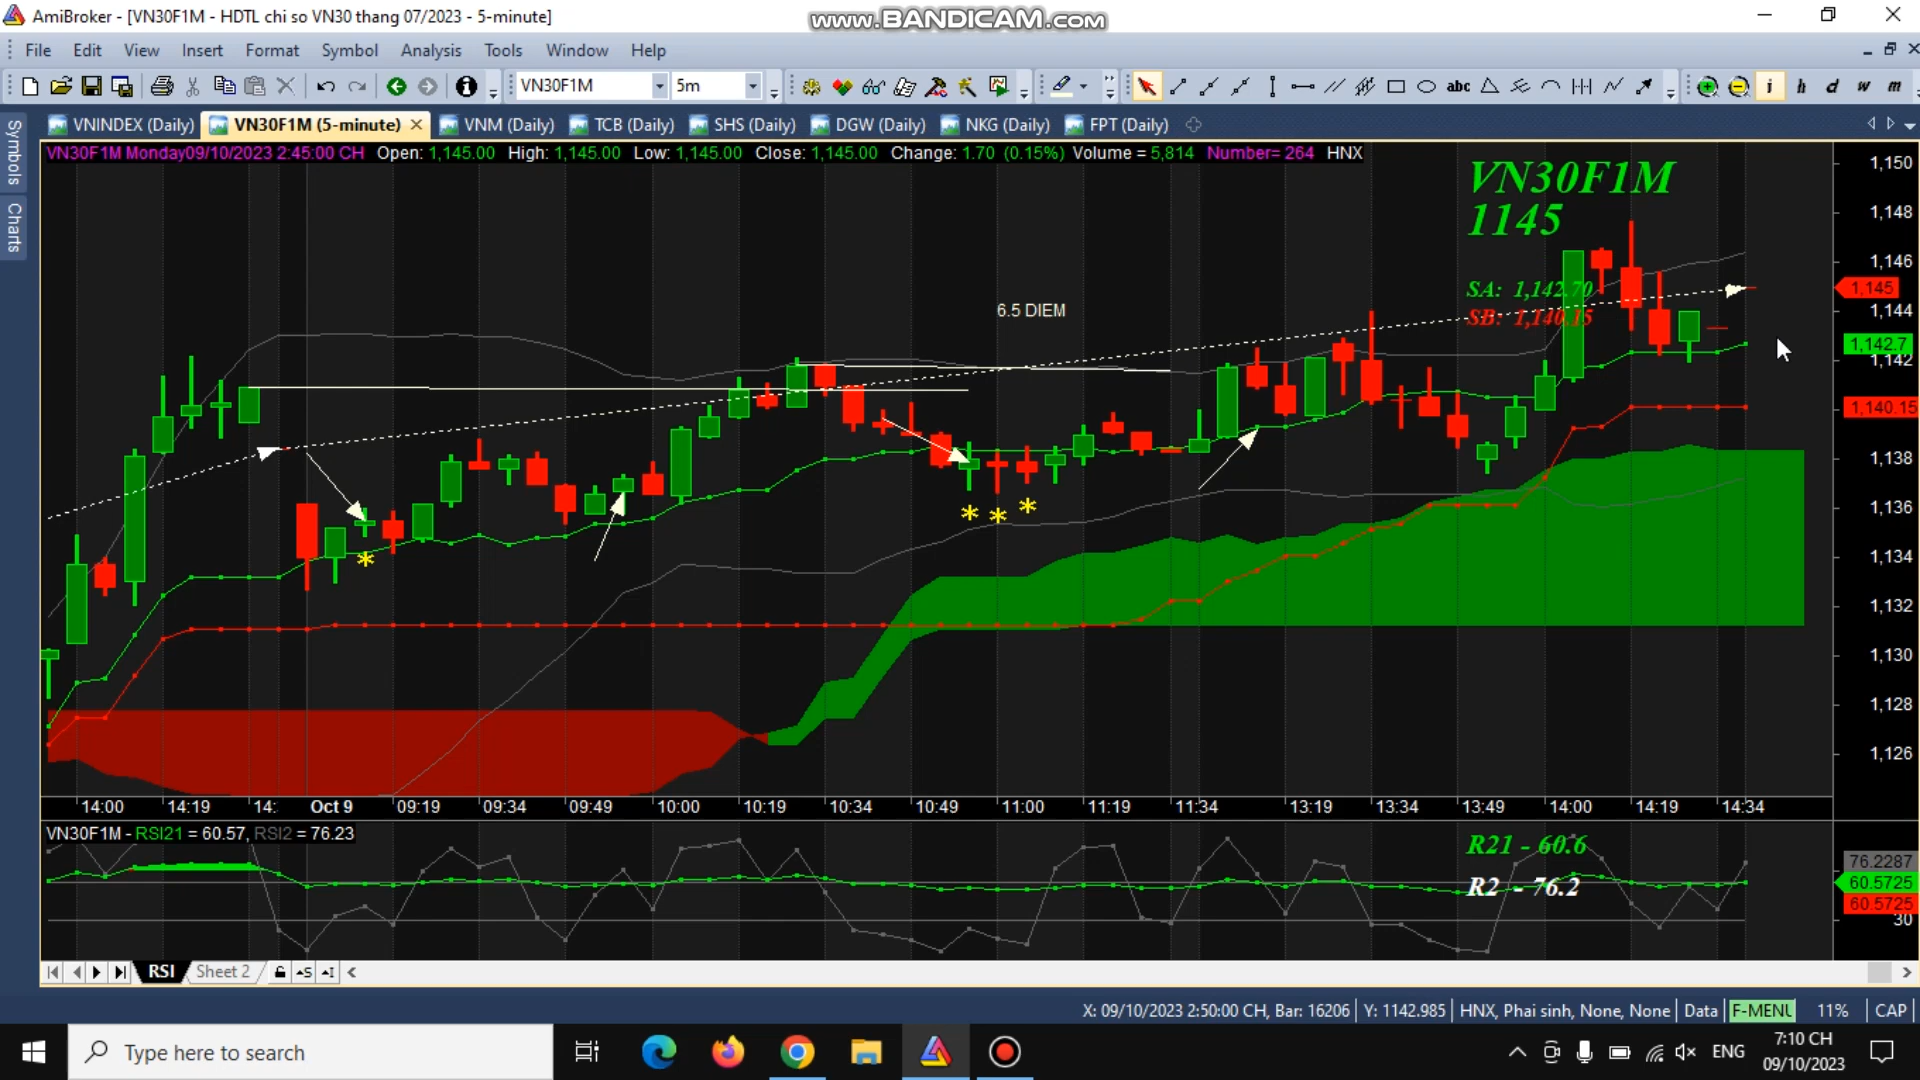 AmiBroker - [VN30F1M - HDTL chi so VN30 thang 07/2023 - 5-minute]
www.BANDICAM.com
File Edit View Insert Format Symbol Analysis Tools Window Help
VN30F1M 5m abc i h d w m
VNINDEX (Daily) VN30F1M (5-minute) VNM (Daily) TCB (Daily) SHS (Daily) DGW (Daily) NKG (Daily) FPT (Daily)
Symbols
Charts
VN30F1M Monday09/10/2023 2:45:00 CH Open: 1,145.00 High: 1,145.00 Low: 1,145.00 Close: 1,145.00 Change: 1.70 (0.15%) Volume = 5,814 Number= 264 HNX
VN30F1M
1145
SA: 1,142.70
SB: 1,140.15
6.5 DIEM
1,150
1,148
1,146
1,145
1,144
1,142.7
1,142
1,140.15
1,138
1,136
1,134
1,132
1,130
1,128
1,126
14:00 14:19 14: Oct 9 09:19 09:34 09:49 10:00 10:19 10:34 10:49 11:00 11:19 11:34 13:19 13:34 13:49 14:00 14:19 14:34
VN30F1M - RSI21 = 60.57, RSI2 = 76.23
R21 - 60.6
R2 - 76.2
76.2287
60.5725
60.5725
30
RSI Sheet 2
X: 09/10/2023 2:50:00 CH, Bar: 16206 Y: 1142.985 HNX, Phai sinh, None, None Data F-MENU 11% CAP
Type here to search
ENG
7:10 CH
09/10/2023